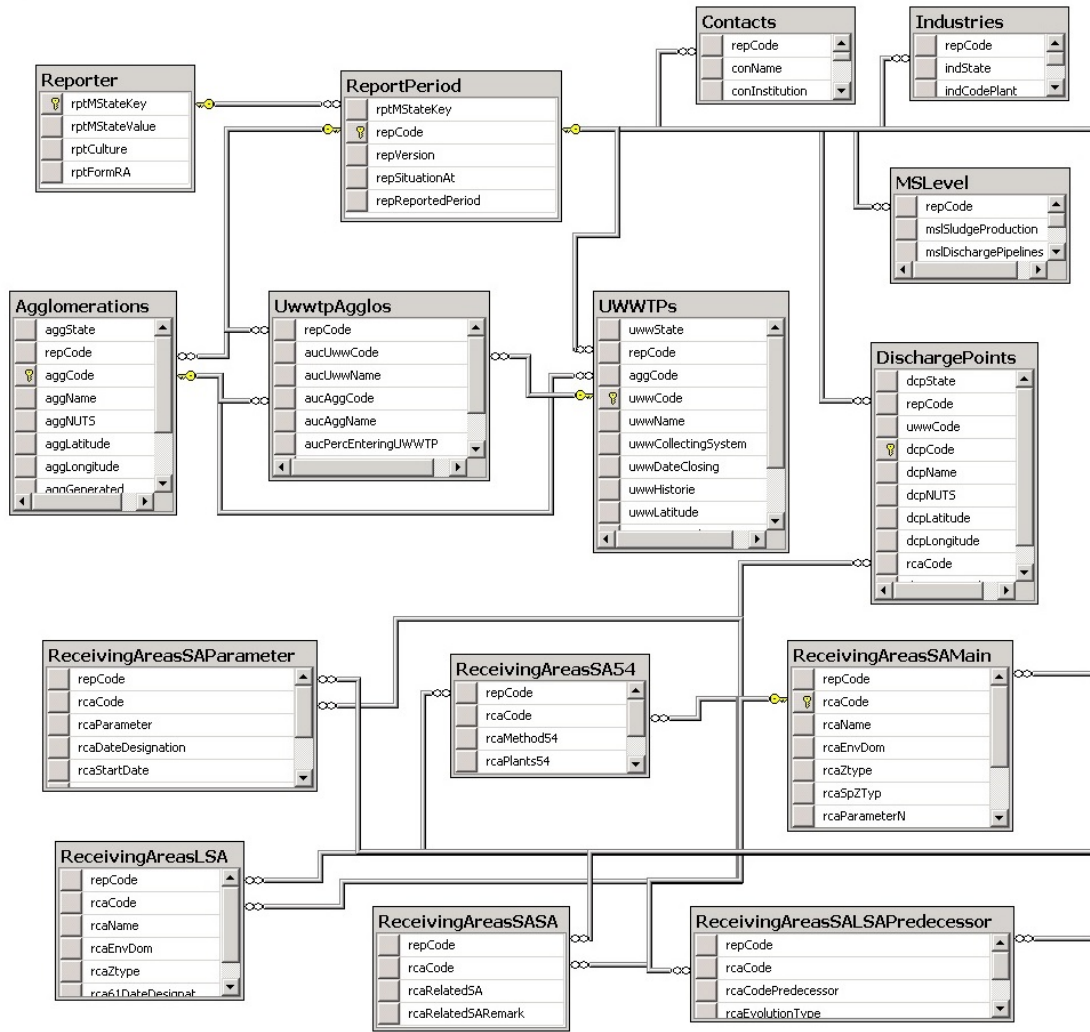 Contacts
repCode
conName
conInstitution
Industries
repCode
indState
indCodePlant
Reporter
rptMStateKey
rptMStateValue
rptCulture
rptFormRA
ReportPeriod
rptMStateKey
repCode
repVersion
repSituationAt
repReportedPeriod
MSLevel
repCode
mslSludgeProduction
mslDischargePipelines
Agglomerations
aggState
repCode
aggCode
aggName
aggNUTS
aggLatitude
aggLongitude
aggGenerated
UwwtpAgglos
repCode
aucUwwCode
aucUwwName
aucAggCode
aucAggName
aucPercEnteringUWWTP
UWWTPs
uwwState
repCode
aggCode
uwwCode
uwwName
uwwCollectingSystem
uwwDateClosing
uwwHistorie
uwwLatitude
DischargePoints
dcpState
repCode
uwwCode
dcpCode
dcpName
dcpNUTS
dcpLatitude
dcpLongitude
rcaCode
ReceivingAreasSAParameter
repCode
rcaCode
rcaParameter
rcaDateDesignation
rcaStartDate
ReceivingAreasSA54
repCode
rcaCode
rcaMethod54
rcaPlants54
ReceivingAreasSAMain
repCode
rcaCode
rcaName
rcaEnvDom
rcaZtype
rcaSpZTyp
rcaParameterN
ReceivingAreasLSA
repCode
rcaCode
rcaName
rcaEnvDom
rcaZtype
rca61DateDesignat
ReceivingAreasSASA
repCode
rcaCode
rcaRelatedSA
rcaRelatedSARemark
ReceivingAreasSALSAPredecessor
repCode
rcaCode
rcaCodePredecessor
rcaEvolutionType